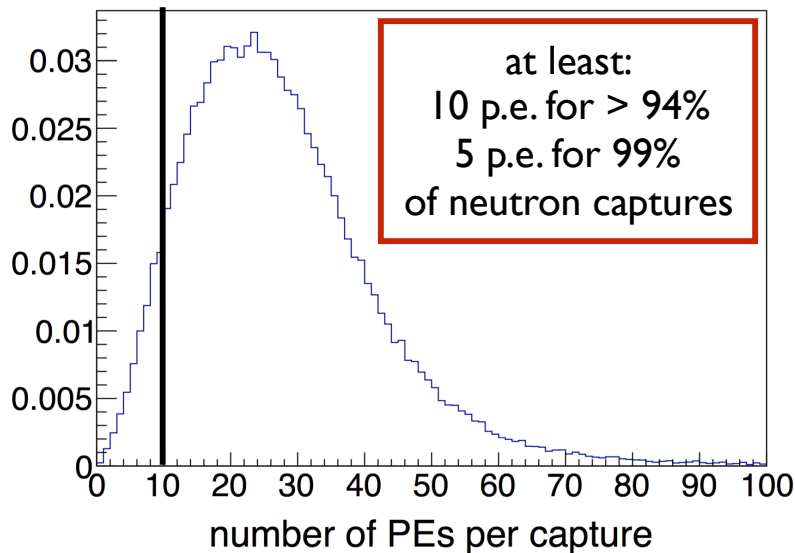 at least:
10 p.e. for > 94%
5 p.e. for 99%
of neutron captures
0.03
0.025
0.02
0.015
0.01
0.005
0
0 10 20 30 40 50 60 70 80 90 100
number of PEs per capture